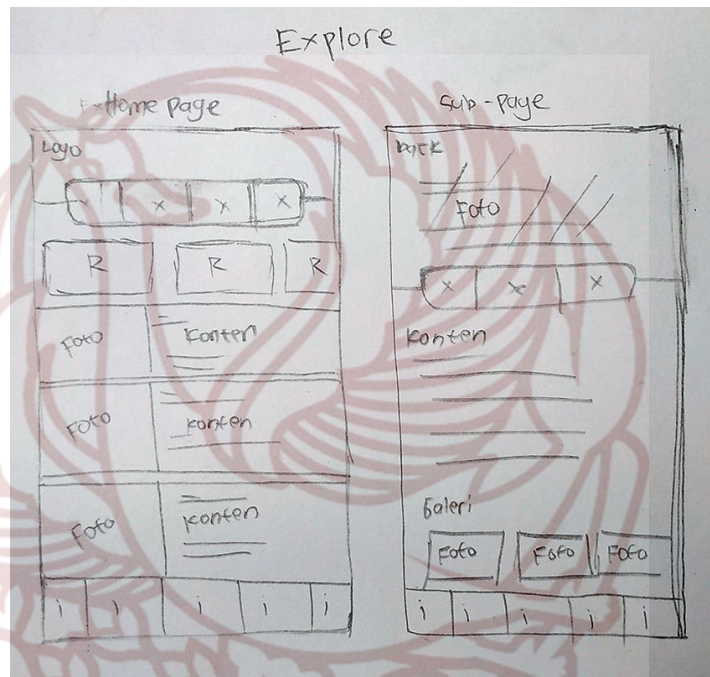 Explore
Home page
Logo
x x x x
R R R
Foto Konten
Foto Konten
Foto Konten
i i i i i
Sub-page
back
Foto
x x x
Konten
Galeri
Foto Foto Foto
i i i i i